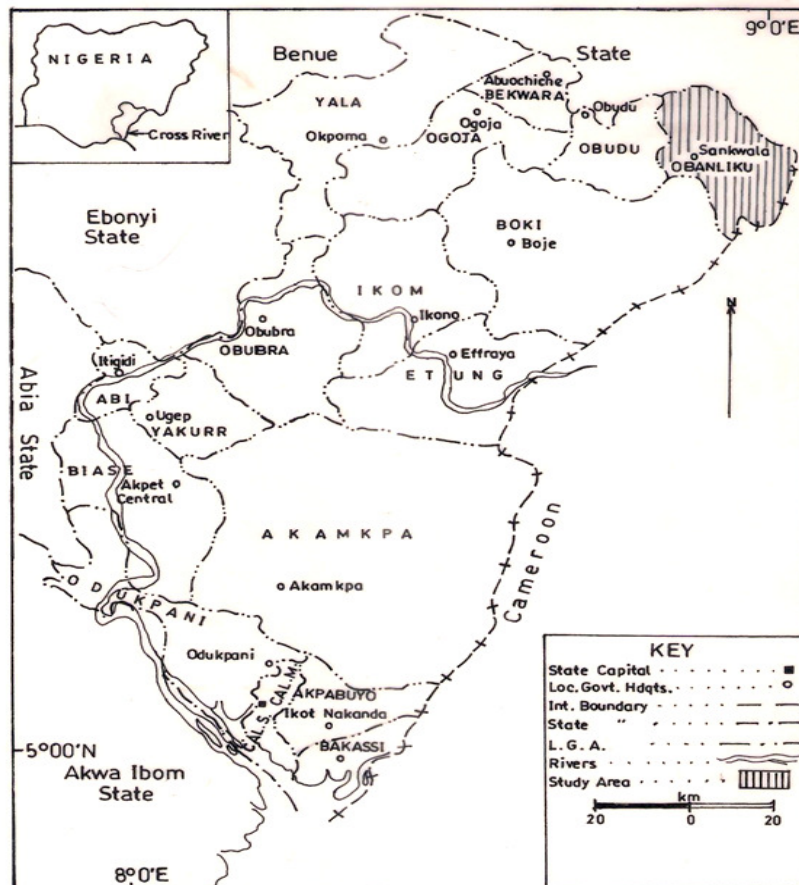 9°0'E
NIGERIA
Cross River
Benue State
Abuochiche
BEKWARA
YALA
Okpoma
Ogoja
OGOJA
Obudu
OBUDU
Sankwala
OBANLIKU
Ebonyi
State
BOKI
Boje
IKOM
Ikono
Obubra
OBUBRA
Effraya
ETUNG
Itigidi
ABI
Abia State
Ugep
YAKURR
BIASE
Akpet
Central
AKAMKPA
Akamkpa
Cameroon
N
ODUKPANI
Odukpani
CAL.M.
CAL.S.
AKPABUYO
Ikot Nakanda
BAKASSI
5°00'N
Akwa Ibom
State
8°0'E
KEY
State Capital
Loc.Govt. Hdqts.
Int. Boundary
State "
L.G.A.
Rivers
Study Area
km
20 0 20